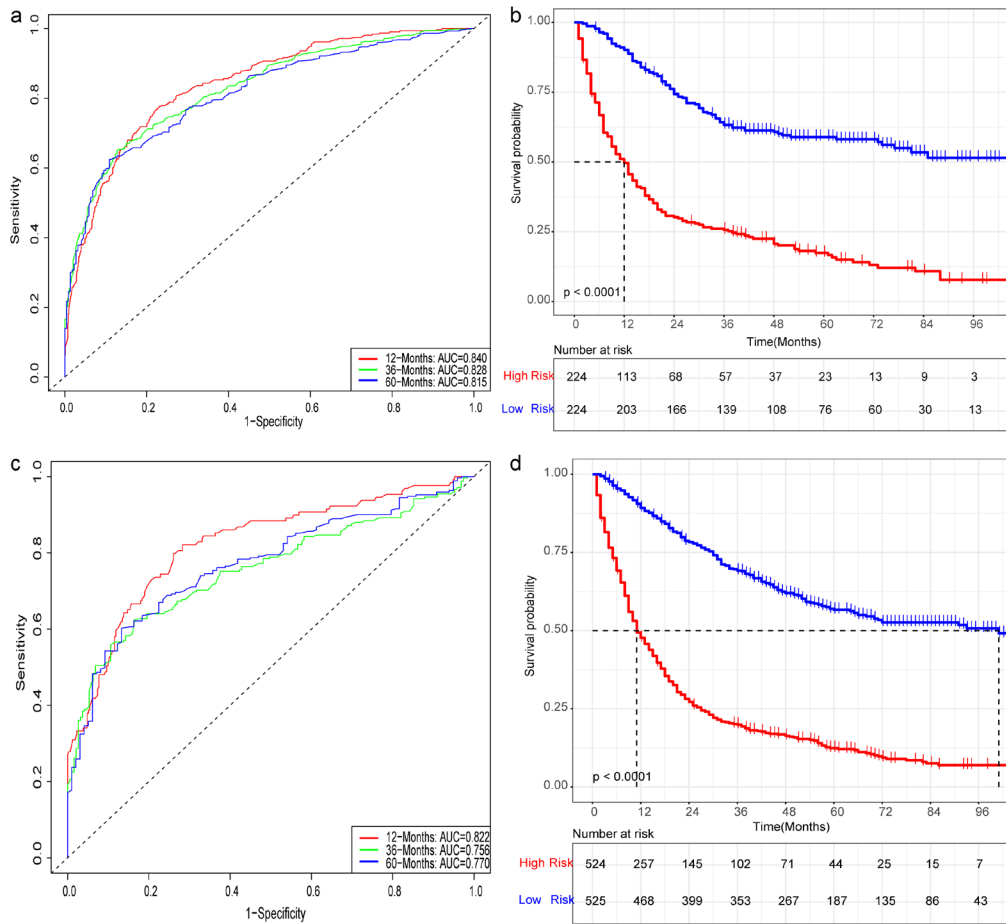 a
1.0
0.8
0.6
0.4
0.2
0.0
Sensitivity
12-Months: AUC=0.840
36-Months: AUC=0.828
60-Months: AUC=0.815
0.0 0.2 0.4 0.6 0.8 1.0
1-Specificity
b
1.00
0.75
0.50
0.25
0.00
Survival probability
p < 0.0001
0 12 24 36 48 60 72 84 96
Time(Months)
Number at risk
High Risk 224 113 68 57 37 23 13 9 3
Low Risk 224 203 166 139 108 76 60 30 13
c
1.0
0.8
0.6
0.4
0.2
0.0
Sensitivity
12-Months: AUC=0.822
36-Months: AUC=0.756
60-Months: AUC=0.770
0.0 0.2 0.4 0.6 0.8 1.0
1-Specificity
d
1.00
0.75
0.50
0.25
0.00
Survival probability
p < 0.0001
0 12 24 36 48 60 72 84 96
Time(Months)
Number at risk
High Risk 524 257 145 102 71 44 25 15 7
Low Risk 525 468 399 353 267 187 135 86 43